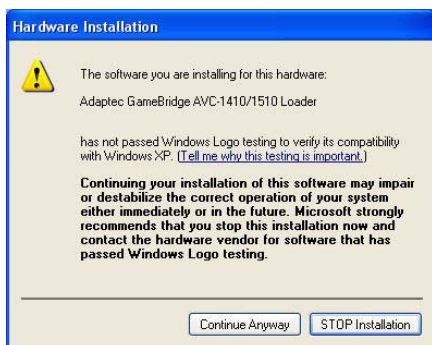 Hardware Installation
The software you are installing for this hardware:
Adaptec GameBridge AVC-1410/1510 Loader
has not passed Windows Logo testing to verify its compatibility
with Windows XP. (Tell me why this testing is important.)
Continuing your installation of this software may impair
or destabilize the correct operation of your system
either immediately or in the future. Microsoft strongly
recommends that you stop this installation now and
contact the hardware vendor for software that has
passed Windows Logo testing.
Continue Anyway STOP Installation